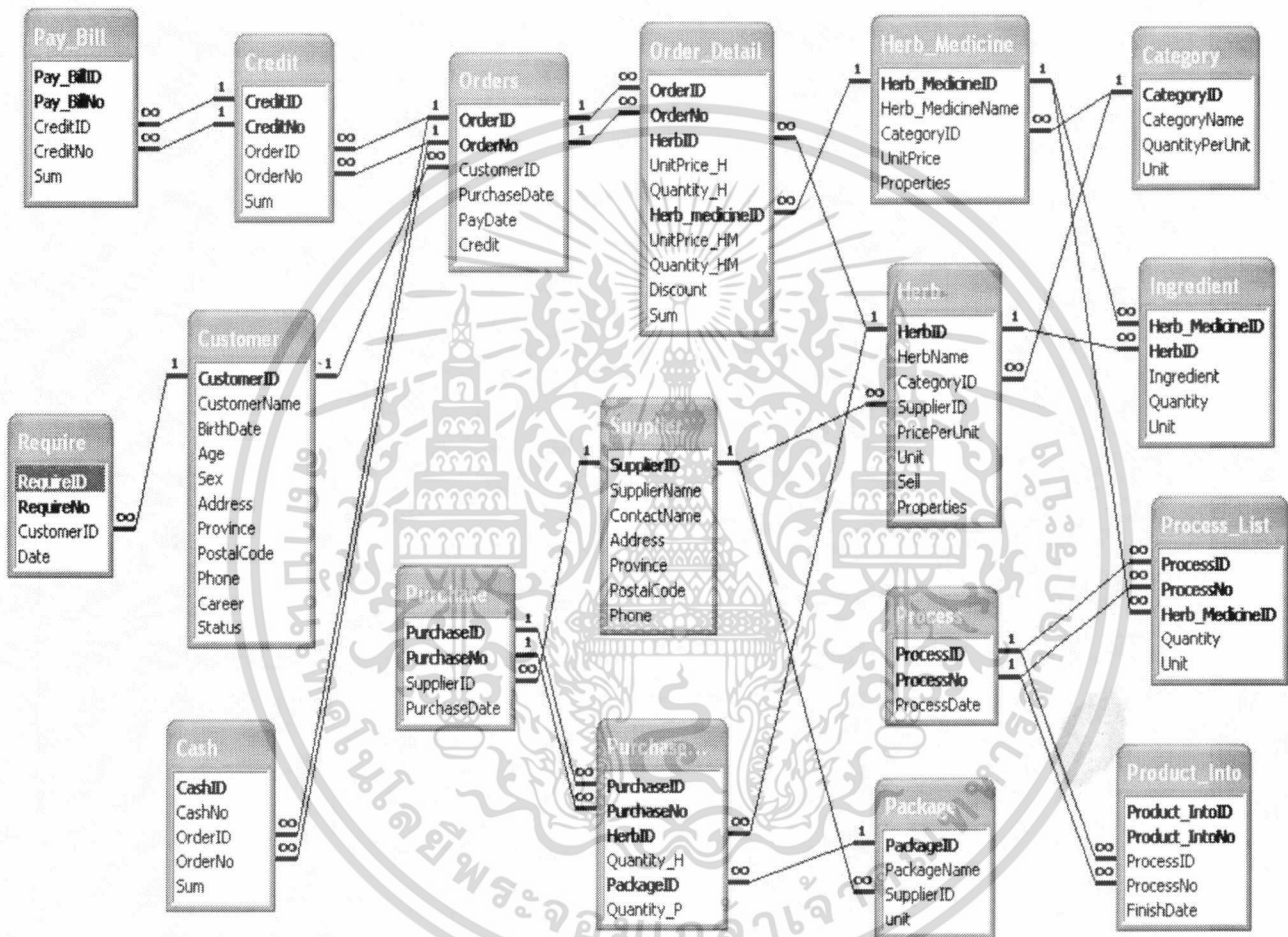 Pay_Bill
Pay_BillID
Pay_BillNo
CreditID
CreditNo
Sum
Credit
CreditID
CreditNo
OrderID
OrderNo
Sum
Orders
OrderID
OrderNo
CustomerID
PurchaseDate
PayDate
Credit
Order_Detail
OrderID
OrderNo
HerbID
UnitPrice_H
Quantity_H
Herb_medicineID
UnitPrice_HM
Quantity_HM
Discount
Sum
Herb_Medicine
Herb_MedicineID
Herb_MedicineName
CategoryID
UnitPrice
Properties
Category
CategoryID
CategoryName
QuantityPerUnit
Unit
Require
RequireID
RequireNo
CustomerID
Date
Customer
CustomerID
CustomerName
BirthDate
Age
Sex
Address
Province
PostalCode
Phone
Career
Status
Herb
HerbID
HerbName
CategoryID
SupplierID
PricePerUnit
Unit
Sell
Properties
Ingredient
Herb_MedicineID
HerbID
Ingredient
Quantity
Unit
Supplier
SupplierID
SupplierName
ContactName
Address
Province
PostalCode
Phone
Purchase
PurchaseID
PurchaseNo
SupplierID
PurchaseDate
Process
ProcessID
ProcessNo
ProcessDate
Process_List
ProcessID
ProcessNo
Herb_MedicineID
Quantity
Unit
Cash
CashID
CashNo
OrderID
OrderNo
Sum
Purchase...
PurchaseID
PurchaseNo
HerbID
Quantity_H
PackageID
Quantity_P
Package
PackageID
PackageName
SupplierID
unit
Product_Into
Product_IntoID
Product_IntoNo
ProcessID
ProcessNo
FinishDate